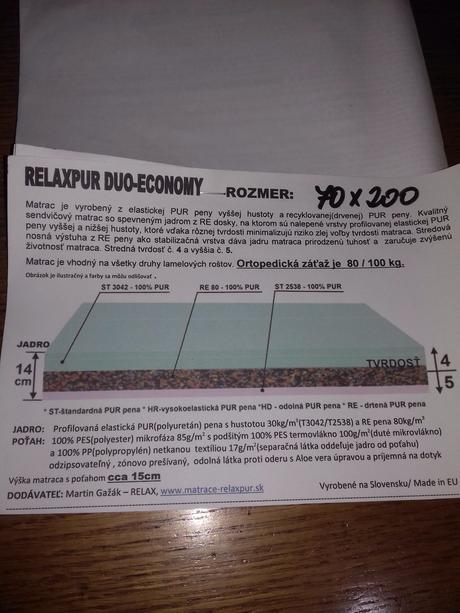 RELAXPUR DUO-ECONOMY ROZMER: 70 x 200
Matrac je vyrobený z elastickej PUR peny vyššej hustoty a recyklovanej(drvenej) PUR peny. Kvalitný
sendvičový matrac so spevneným jadrom z RE dosky, na ktorom sú nalepené vrstvy profilovanej elastickej PUR
peny vyššej a nižšej hustoty, ktoré vďaka rôznej tvrdosti minimalizujú riziko zlej voľby tvrdosti matraca. Stredová
nosná výstuha z RE peny ako stabilizačná vrstva dáva jadru matraca prirodzenú tuhosť a zaručuje zvýšenú
životnosť matraca. Stredná tvrdosť č. 4 a vyššia č. 5.
Matrac je vhodný na všetky druhy lamelových roštov. Ortopedická záťaž je 80 / 100 kg.
Obrázok je ilustračný a farby sa môžu odlišovať .
ST 3042 - 100% PUR RE 80 - 100% PUR ST 2538 - 100% PUR
JADRO
14
cm
TVRDOSŤ
4
5
* ST-štandardná PUR pena * HR-vysokoelastická PUR pena *HD - odolná PUR pena * RE - drtená PUR pena
JADRO: Profilovaná elastická PUR(polyuretán) pena s hustotou 30kg/m³(T3042/T2538) a RE pena 80kg/m³
POŤAH: 100% PES(polyester) mikrofáza 85g/m² s podšitým 100% PES termovlákno 100g/m²(duté mikrovlákno)
a 100% PP(polypropylén) netkanou textíliou 17g/m²(separačná látka oddeľuje jadro od poťahu)
odzipsovateľný , zónovo prešívaný, odolná látka proti oderu s Aloe vera úpravou a príjemná na dotyk
Výška matraca s poťahom cca 15cm
DODÁVATEĽ: Martin Gažák – RELAX, www.matrace-relaxpur.sk
Vyrobené na Slovensku/ Made in EU